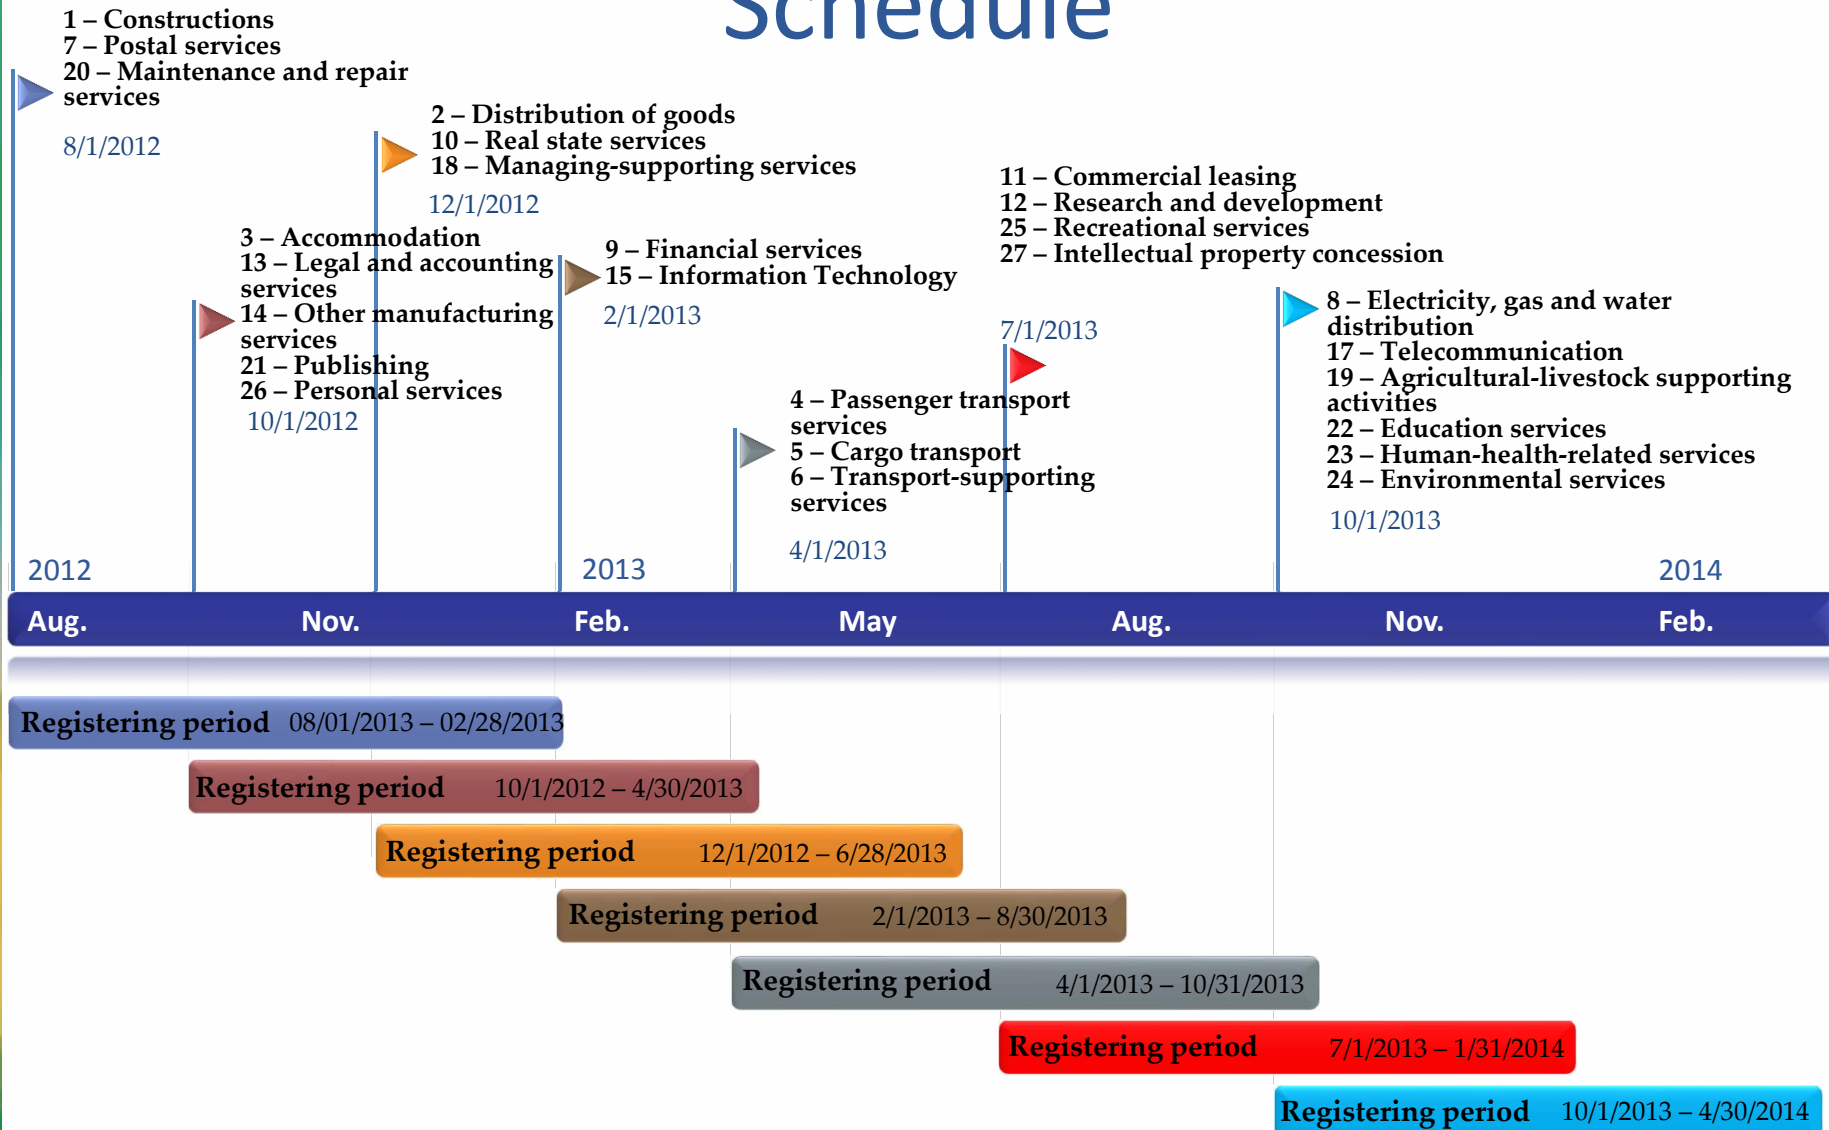 Schedule
1 – Constructions
7 – Postal services
20 – Maintenance and repair
services
8/1/2012
2 – Distribution of goods
10 – Real state services
18 – Managing-supporting services
12/1/2012
3 – Accommodation
13 – Legal and accounting
services
14 – Other manufacturing
services
21 – Publishing
26 – Personal services
10/1/2012
9 – Financial services
15 – Information Technology
2/1/2013
11 – Commercial leasing
12 – Research and development
25 – Recreational services
27 – Intellectual property concession
7/1/2013
4 – Passenger transport
services
5 – Cargo transport
6 – Transport-supporting
services
4/1/2013
8 – Electricity, gas and water
distribution
17 – Telecommunication
19 – Agricultural-livestock supporting
activities
22 – Education services
23 – Human-health-related services
24 – Environmental services
10/1/2013
2012 2013 2014
Aug. Nov. Feb. May Aug. Nov. Feb.
Registering period 08/01/2013 – 02/28/2013
Registering period 10/1/2012 – 4/30/2013
Registering period 12/1/2012 – 6/28/2013
Registering period 2/1/2013 – 8/30/2013
Registering period 4/1/2013 – 10/31/2013
Registering period 7/1/2013 – 1/31/2014
Registering period 10/1/2013 – 4/30/2014